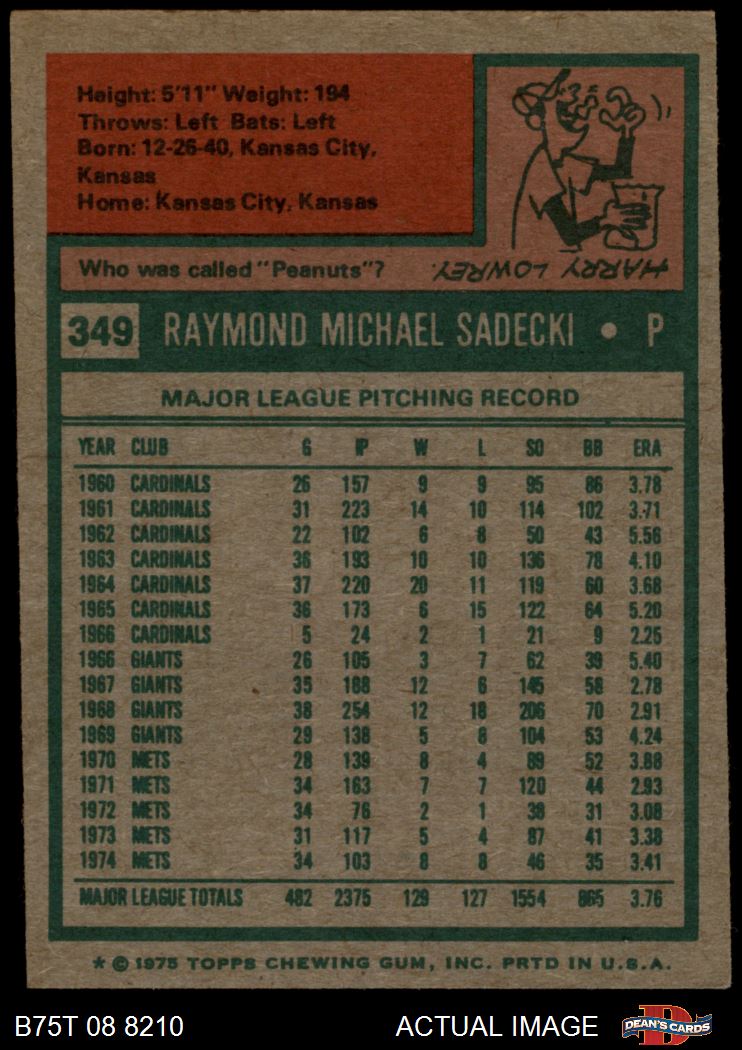 Height: 5'11" Weight: 194
Throws: Left Bats: Left
Born: 12-26-40, Kansas City,
Kansas
Home: Kansas City, Kansas
Who was called "Peanuts"?
HARRY LOWREY.
349 RAYMOND MICHAEL SADECKI • P
MAJOR LEAGUE PITCHING RECORD
YEAR CLUB G IP W L SO BB ERA
1960 CARDINALS 26 157 9 9 95 86 3.78
1961 CARDINALS 31 223 14 10 114 102 3.71
1962 CARDINALS 22 102 6 8 50 43 5.56
1963 CARDINALS 36 193 10 10 136 78 4.10
1964 CARDINALS 37 220 20 11 119 60 3.68
1965 CARDINALS 36 173 6 15 122 64 5.20
1966 CARDINALS 5 24 2 1 21 9 2.25
1966 GIANTS 26 105 3 7 62 39 5.40
1967 GIANTS 35 188 12 6 145 58 2.78
1968 GIANTS 38 254 12 18 206 70 2.91
1969 GIANTS 29 138 5 8 104 53 4.24
1970 METS 28 139 8 4 89 52 3.88
1971 METS 34 163 7 7 120 44 2.93
1972 METS 34 76 2 1 38 31 3.08
1973 METS 31 117 5 4 87 41 3.38
1974 METS 34 103 8 8 46 35 3.41
MAJOR LEAGUE TOTALS 482 2375 129 127 1554 865 3.76
* © 1975 TOPPS CHEWING GUM, INC. PRTD IN U.S.A.
B75T 08 8210 ACTUAL IMAGE D DEAN'S CARDS